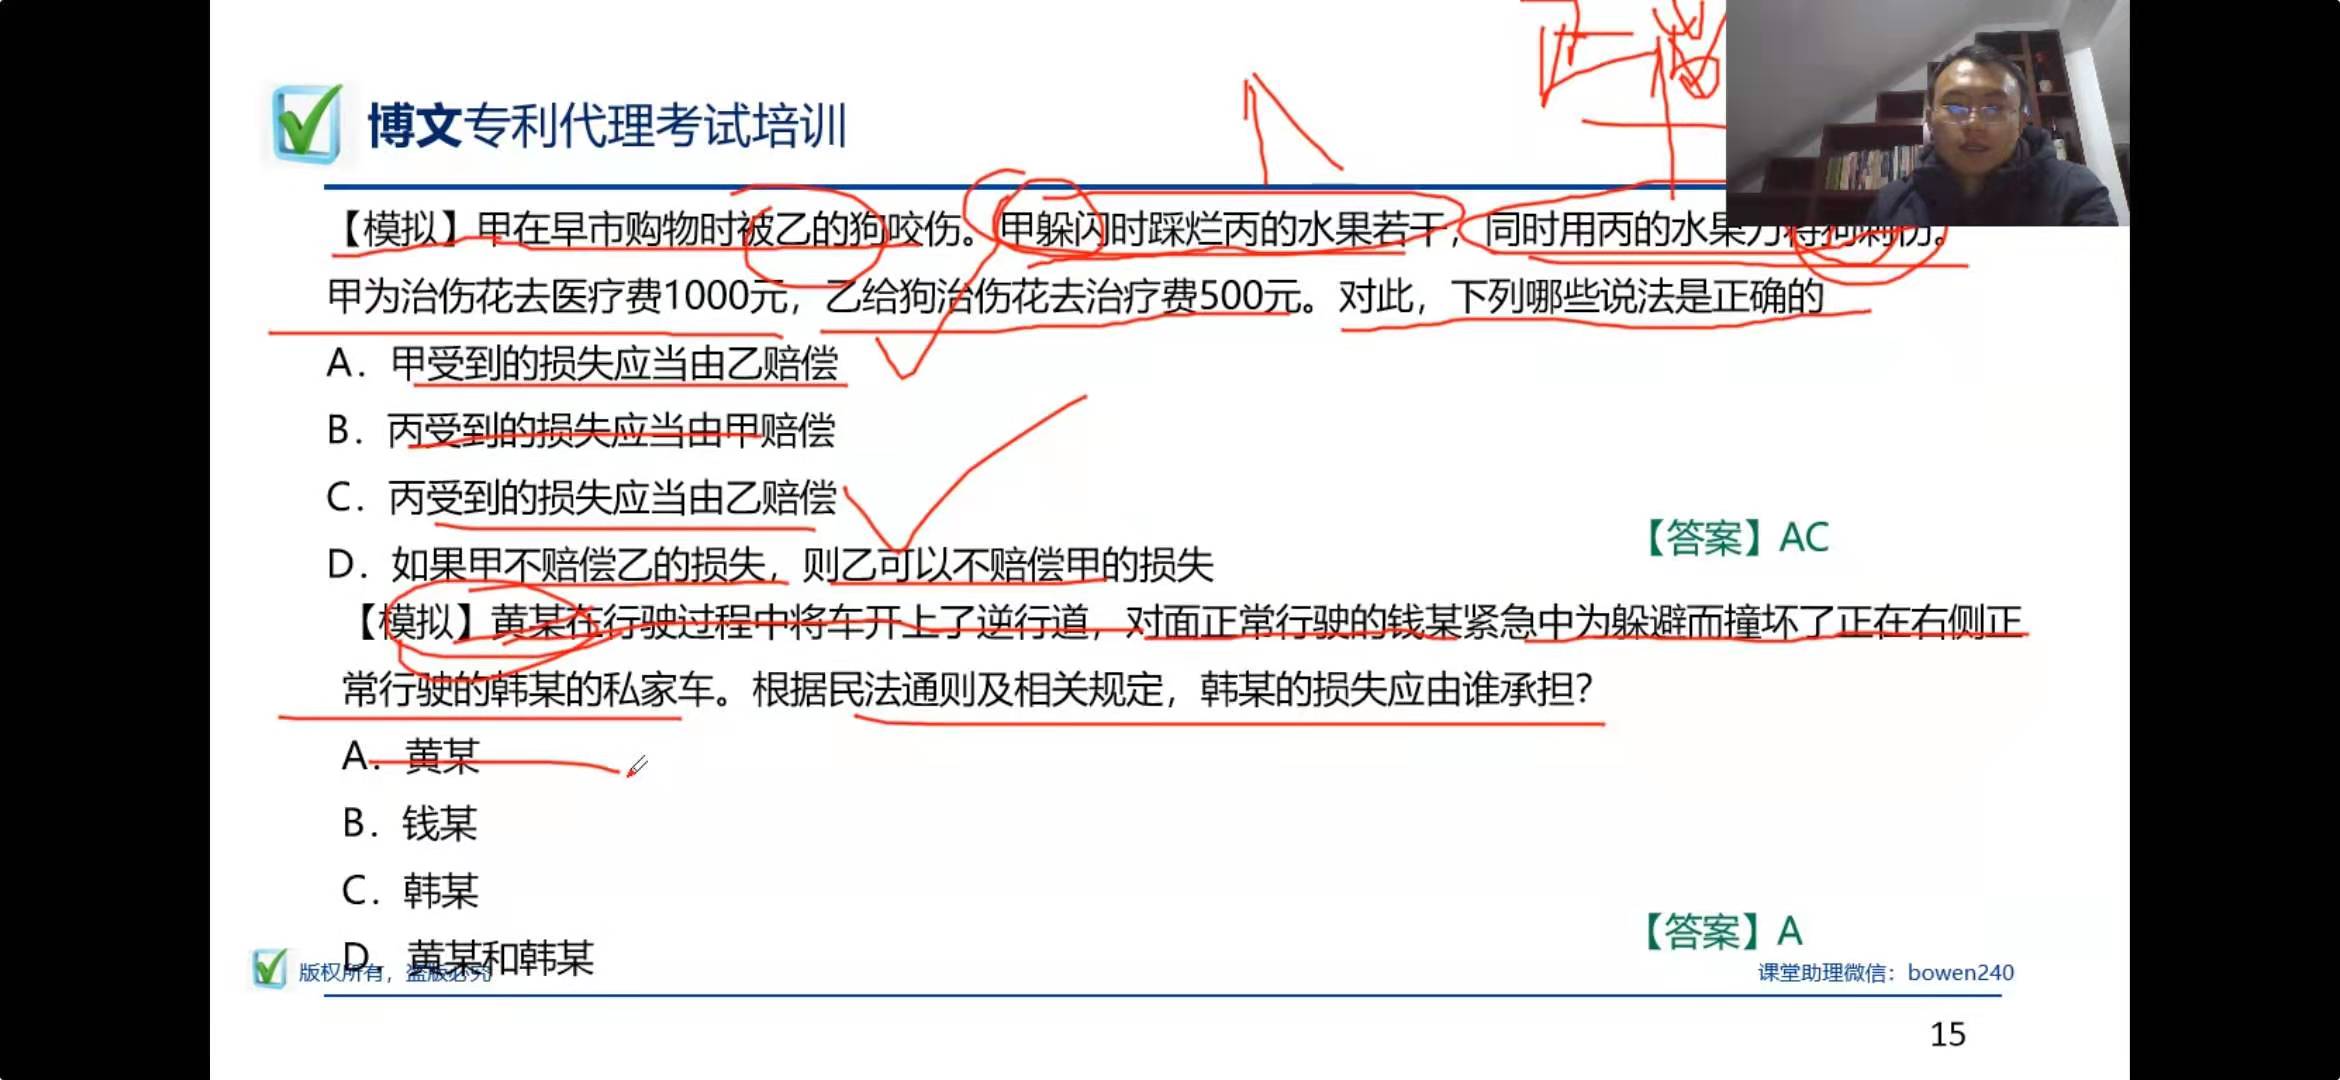 博文专利代理考试培训
正当
【模拟】甲在早市购物时被乙的狗咬伤。甲躲闪时踩烂丙的水果若干，同时用丙的水果刀将狗刺伤。
甲为治伤花去医疗费1000元，乙给狗治伤花去治疗费500元。对此，下列哪些说法是正确的
A．甲受到的损失应当由乙赔偿
B．丙受到的损失应当由甲赔偿
C．丙受到的损失应当由乙赔偿
【答案】AC
D．如果甲不赔偿乙的损失，则乙可以不赔偿甲的损失
【模拟】黄某在行驶过程中将车开上了逆行道，对面正常行驶的钱某紧急中为躲避而撞坏了正在右侧正
常行驶的韩某的私家车。根据民法通则及相关规定，韩某的损失应由谁承担？
A．黄某
B．钱某
C．韩某
【答案】A
D．黄某和韩某
版权所有，盗版必究
课堂助理微信：bowen240
15